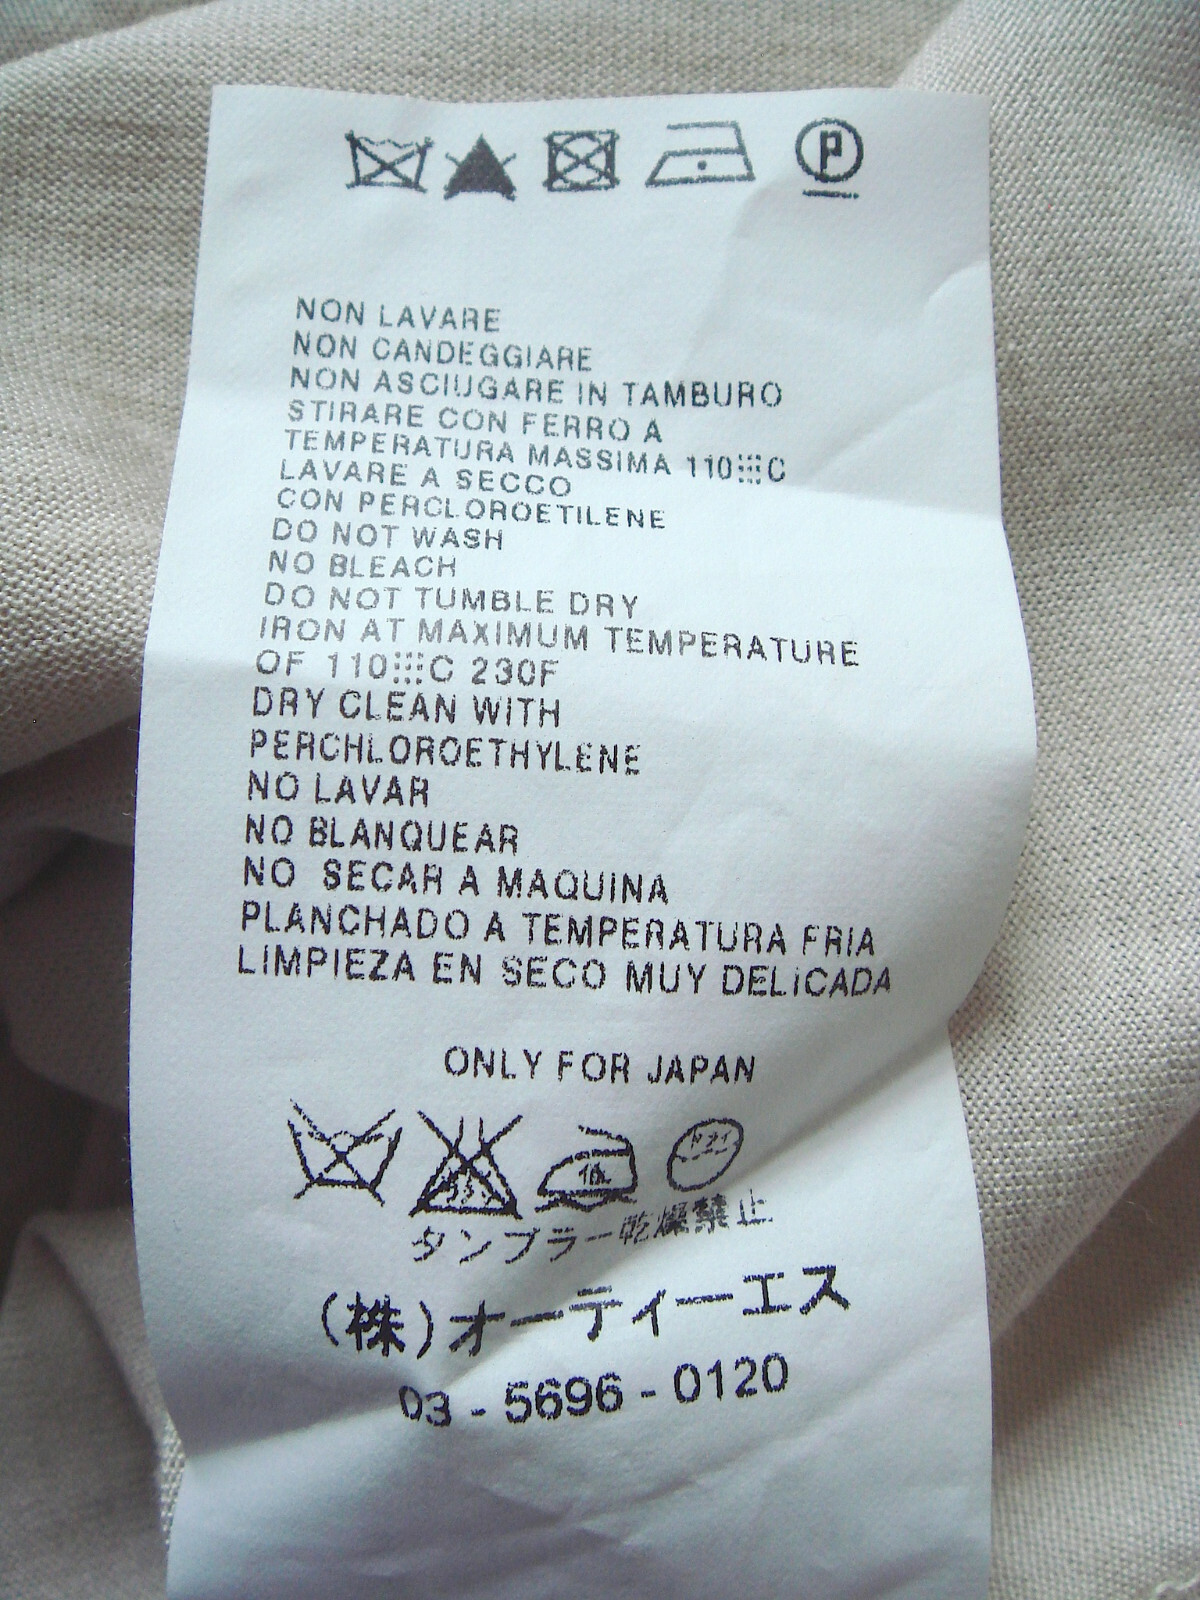 P
NON LAVARE
NON CANDEGGIARE
NON ASCIUGARE IN TAMBURO
STIRARE CON FERRO A
TEMPERATURA MASSIMA 110 C
LAVARE A SECCO
CON PERCLOROETILENE
DO NOT WASH
NO BLEACH
DO NOT TUMBLE DRY
IRON AT MAXIMUM TEMPERATURE
OF 110 C 230F
DRY CLEAN WITH
PERCHLOROETHYLENE
NO LAVAR
NO BLANQUEAR
NO SECAR A MAQUINA
PLANCHADO A TEMPERATURA FRIA
LIMPIEZA EN SECO MUY DELICADA
ONLY FOR JAPAN
タンブラー乾燥禁止
(株)オーティーエス
03-5696-0120